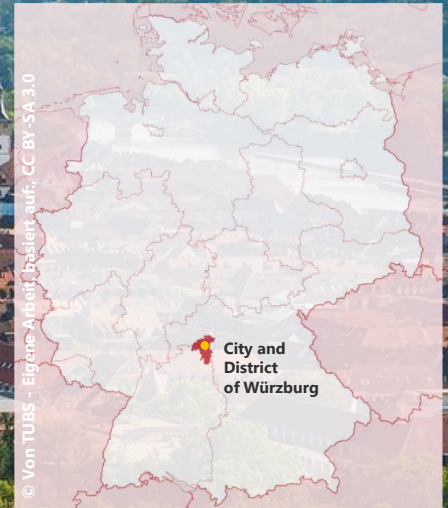 © Von TUBS - Eigene Arbeit, basiert auf:, CC BY-SA 3.0
City and
District
of Würzburg